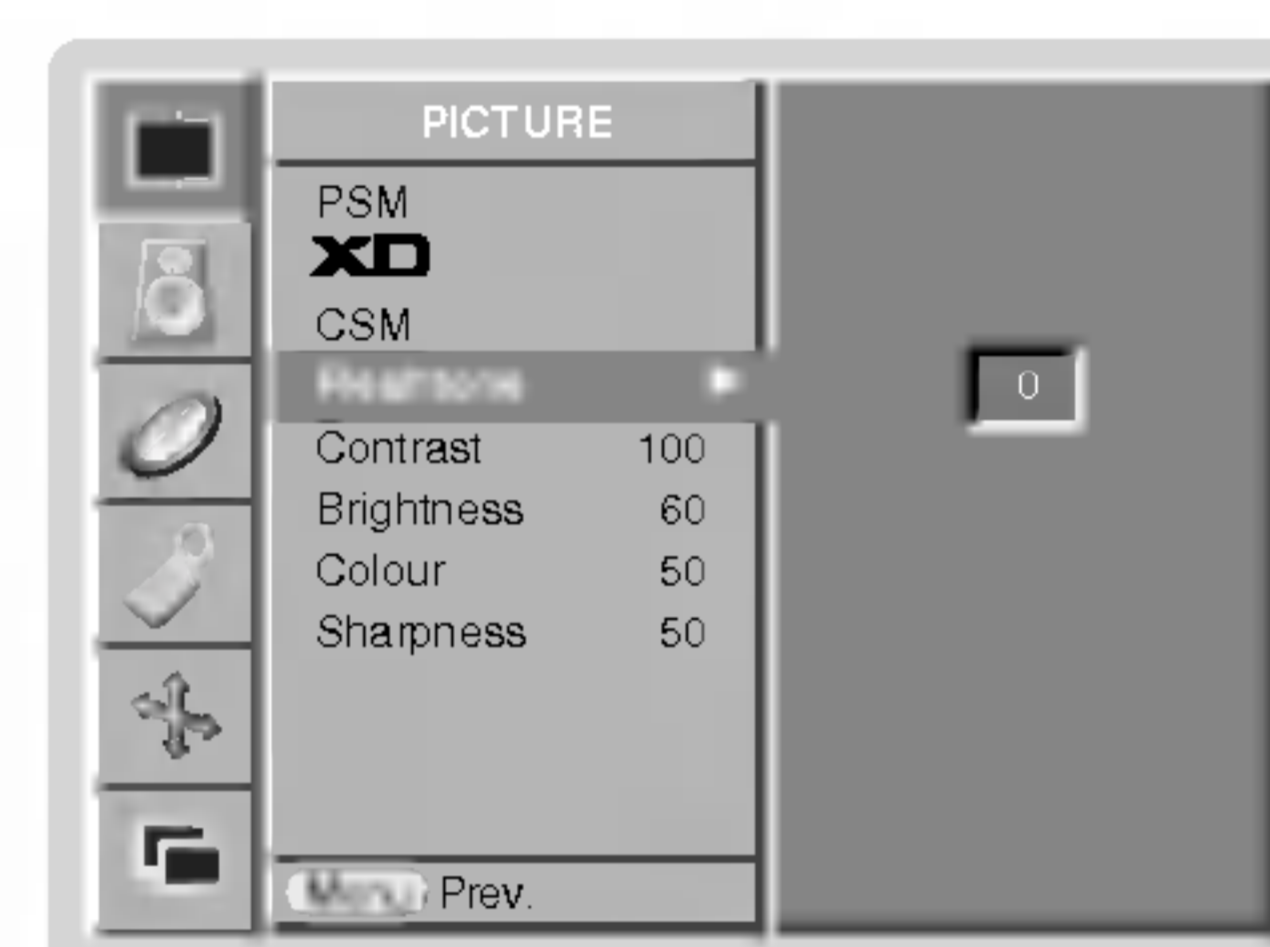 PICTURE
PSM
XD
CSM
0
Contrast 100
Brightness 60
Colour 50
Sharpness 50
Prev.